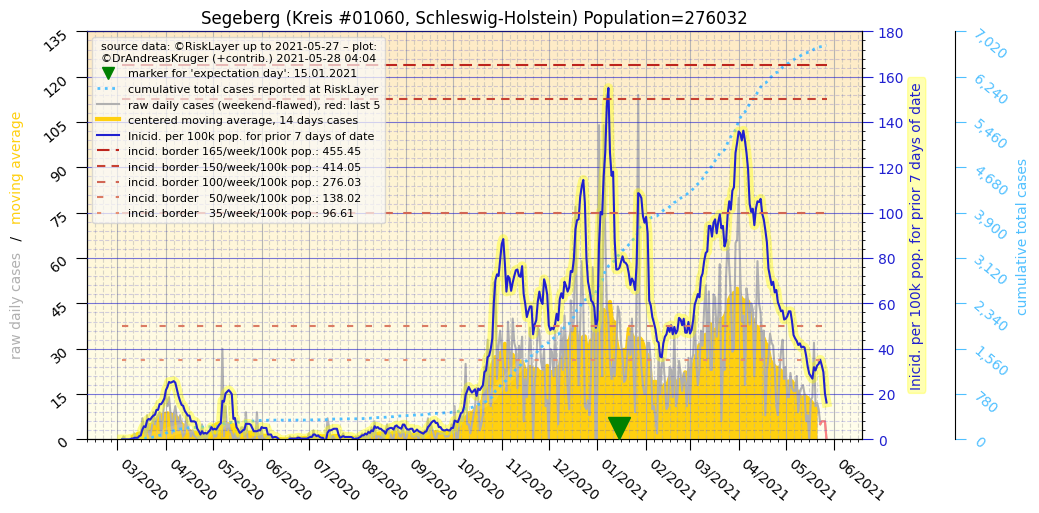 Segeberg (Kreis #01060, Schleswig-Holstein) Population=276032
source data: ©RiskLayer up to 2021-05-27 – plot:
©DrAndreasKruger (+contrib.) 2021-05-28 04:04
marker for 'expectation day': 15.01.2021
cumulative total cases reported at RiskLayer
raw daily cases (weekend-flawed), red: last 5
centered moving average, 14 days cases
Inicid. per 100k pop. for prior 7 days of date
incid. border 165/week/100k pop.: 455.45
incid. border 150/week/100k pop.: 414.05
incid. border 100/week/100k pop.: 276.03
incid. border   50/week/100k pop.: 138.02
incid. border   35/week/100k pop.: 96.61
raw daily cases / moving average
135
120
105
90
75
60
45
30
15
0
180
160
140
120
100
80
60
40
20
0
Inicid. per 100k pop. for prior 7 days of date
7,020
6,240
5,460
4,680
3,900
3,120
2,340
1,560
780
0
cumulative total cases
03/2020
04/2020
05/2020
06/2020
07/2020
08/2020
09/2020
10/2020
11/2020
12/2020
01/2021
02/2021
03/2021
04/2021
05/2021
06/2021